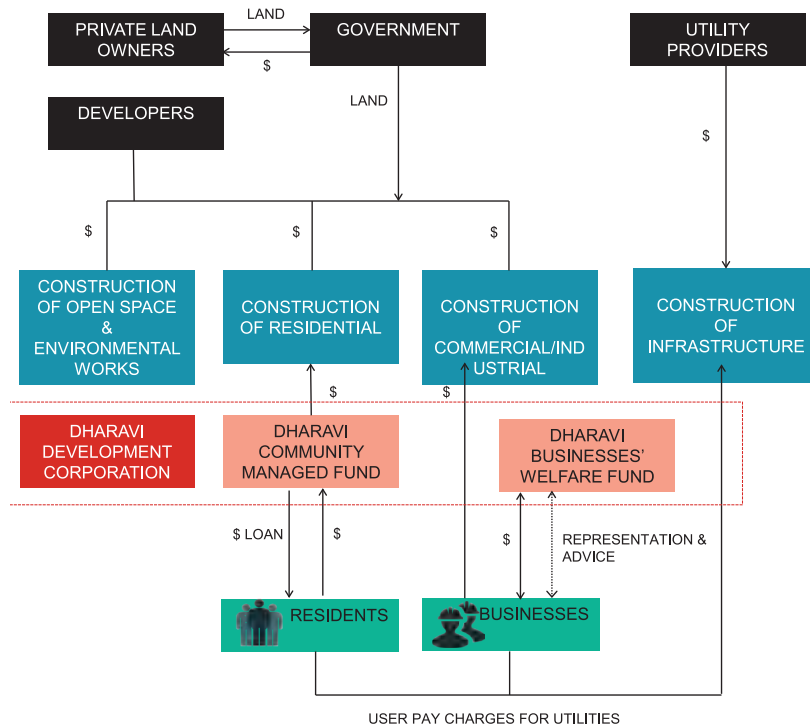 LAND
PRIVATE LAND
OWNERS
GOVERNMENT
UTILITY
PROVIDERS
$
DEVELOPERS
LAND
$
$
$
$
CONSTRUCTION
OF OPEN SPACE
&
ENVIRONMENTAL
WORKS
CONSTRUCTION
OF RESIDENTIAL
CONSTRUCTION
OF
COMMERCIAL/IND
USTRIAL
CONSTRUCTION
OF
INFRASTRUCTURE
$
$
DHARAVI
DEVELOPMENT
CORPORATION
DHARAVI
COMMUNITY
MANAGED FUND
DHARAVI
BUSINESSES'
WELFARE FUND
$ LOAN
$
$
REPRESENTATION &
ADVICE
RESIDENTS
BUSINESSES
USER PAY CHARGES FOR UTILITIES